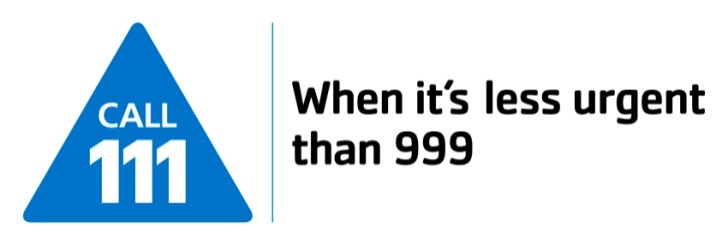 CALL
111
When it's less urgent
than 999